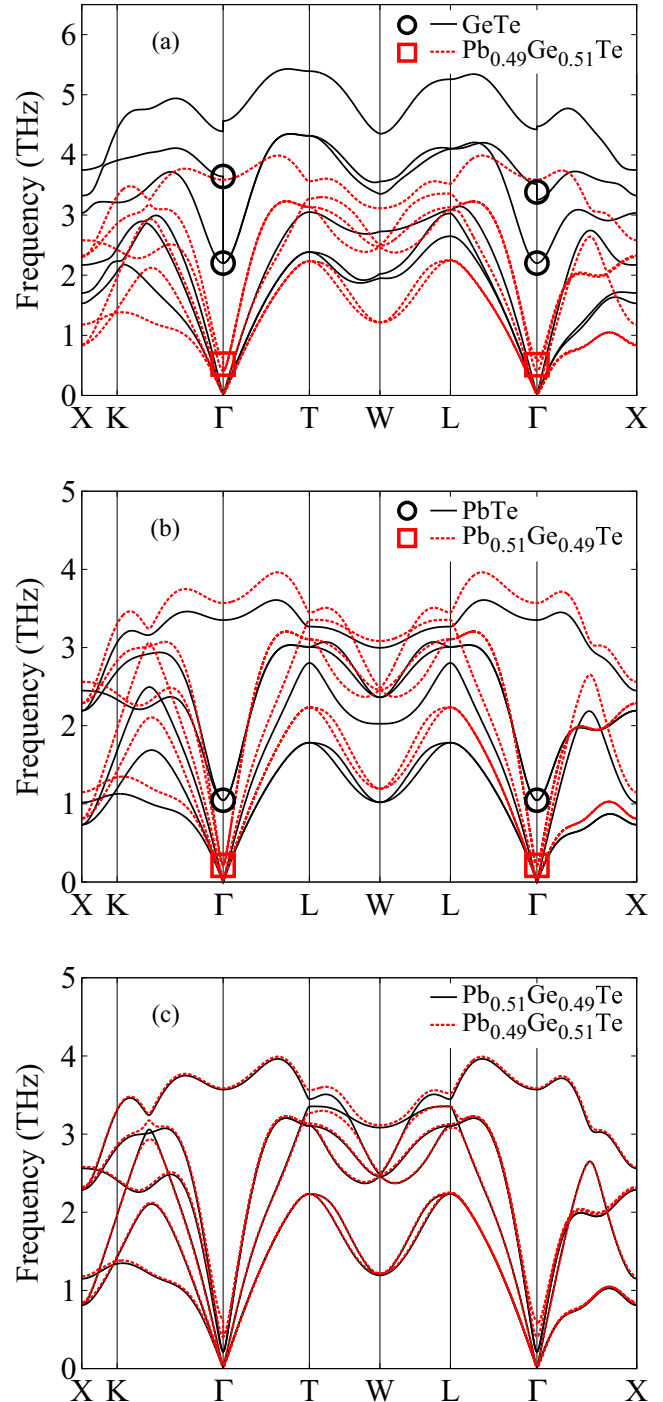 (a)
GeTe
Pb0.49Ge0.51Te
Frequency (THz)
6
5
4
3
2
1
0
X K Γ T W L Γ X
(b)
PbTe
Pb0.51Ge0.49Te
Frequency (THz)
5
4
3
2
1
0
X K Γ L W L Γ X
(c)
Pb0.51Ge0.49Te
Pb0.49Ge0.51Te
Frequency (THz)
5
4
3
2
1
0
X K Γ T W L Γ X